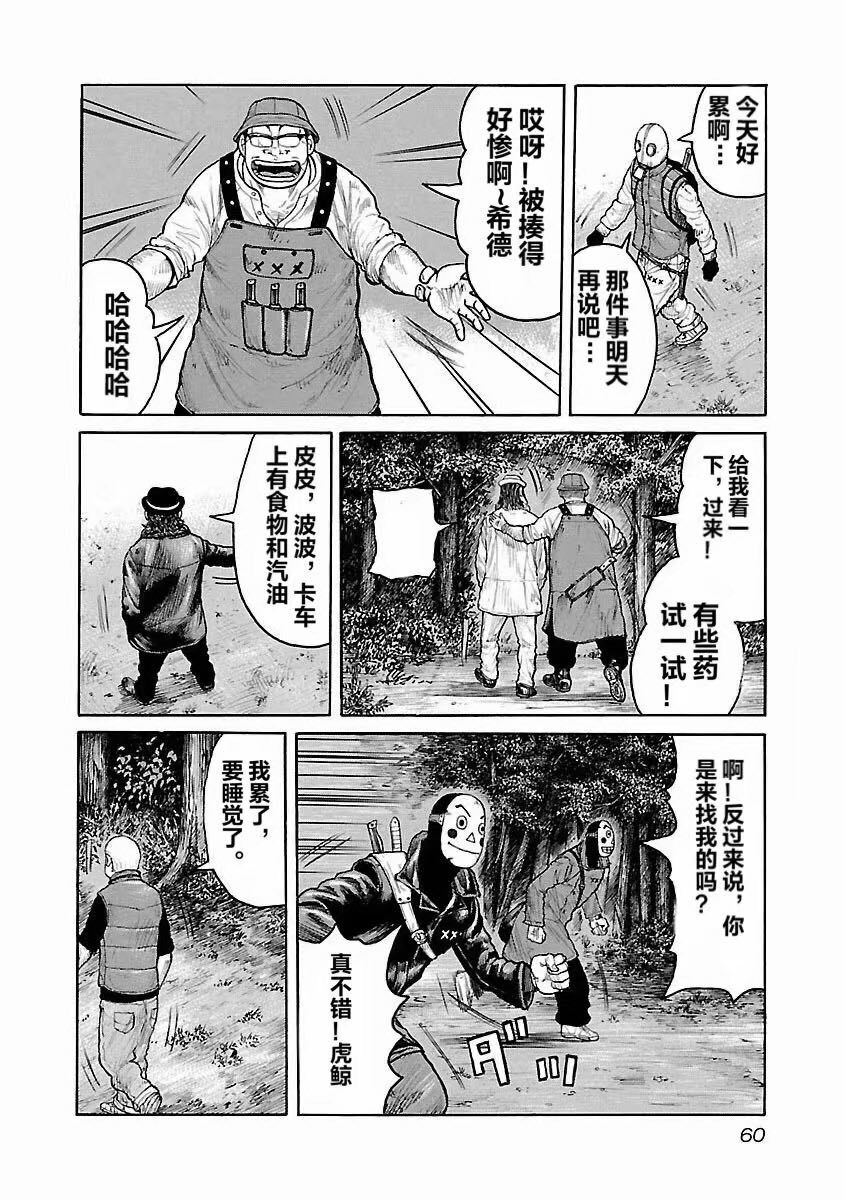 今天好
累啊…
那件事明天
再说吧…
哎呀！被揍得
好惨啊~希德
哈哈哈哈
给我看一
下，过来！
有些药
试一试！
皮皮，波波，卡车
上有食物和汽油
啊！反过来说，你
是来找我的吗？
真不错！虎鲸
我累了，
要睡觉了。
60